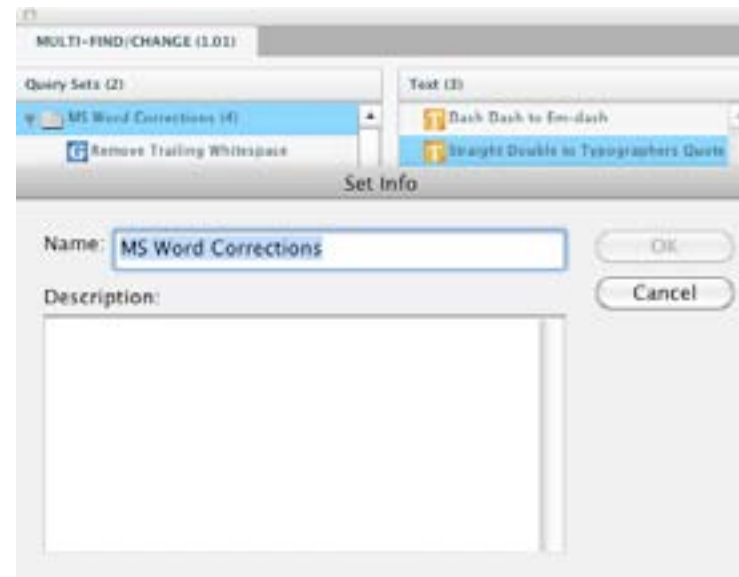 MULTI-FIND/CHANGE (1.01)
Query Sets (2)
Text (3)
MS Word Corrections (4)
Dash Dash to Em-dash
Remove Trailing Whitespace
Straight Double to Typographers Quote
Set Info
Name: MS Word Corrections
OK
Description:
Cancel